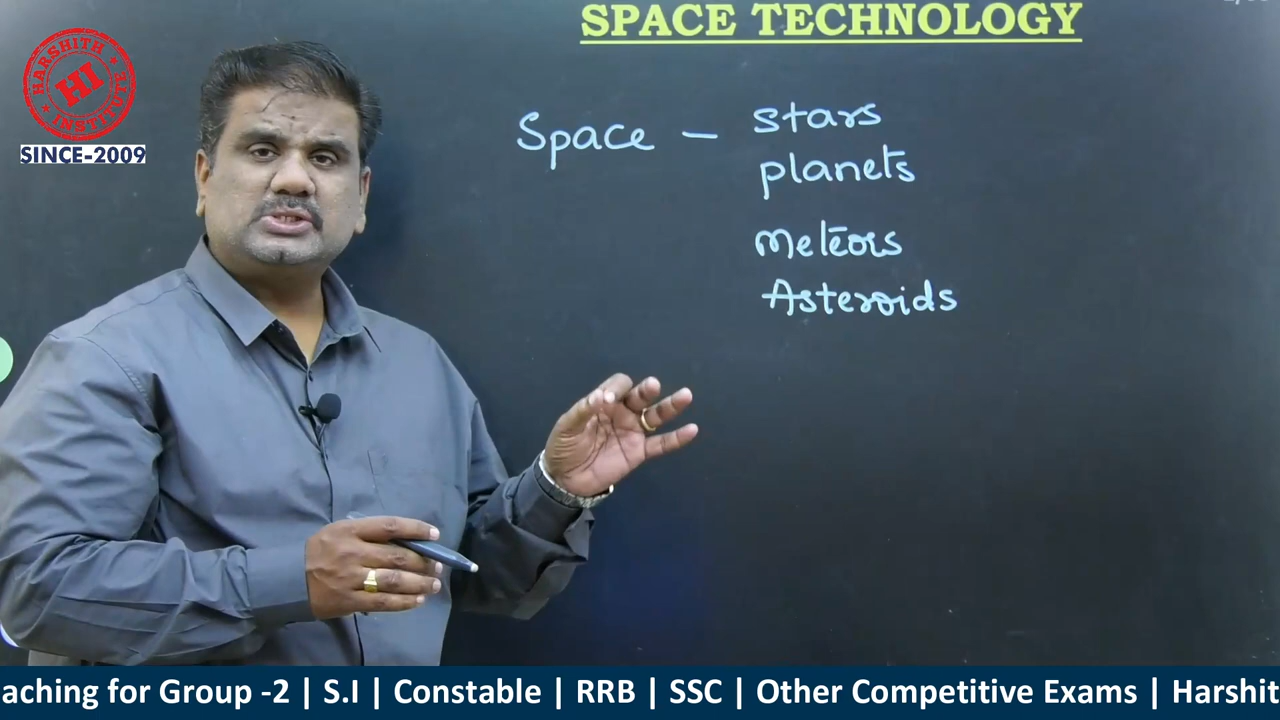 SPACE TECHNOLOGY
HARSHITH
HI
INSTITUTE
SINCE-2009
Space - stars
planets
Meteors
Asteroids
aching for Group -2 | S.I | Constable | RRB | SSC | Other Competitive Exams | Harshit